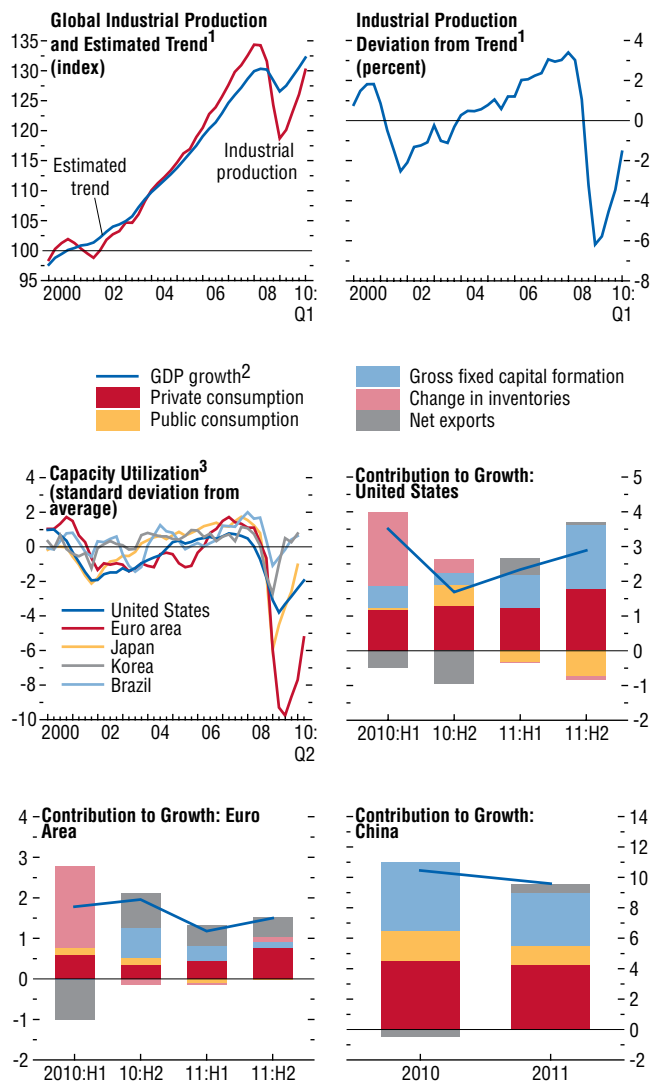 Global Industrial Production
and Estimated Trend1
(index)
135
130
125
120
115
110
105
100
95
Estimated
trend
Industrial
production
2000 02 04 06 08 10:
Q1
Industrial Production
Deviation from Trend1
(percent)
4
2
0
-2
-4
-6
-8
2000 02 04 06 08 10:
Q1
GDP growth2
Private consumption
Public consumption
Gross fixed capital formation
Change in inventories
Net exports
Capacity Utilization3
(standard deviation from
average)
4
2
0
-2
-4
-6
-8
-10
United States
Euro area
Japan
Korea
Brazil
2000 02 04 06 08 10:
Q2
Contribution to Growth:
United States
5
4
3
2
1
0
-1
-2
2010:H1 10:H2 11:H1 11:H2
Contribution to Growth: Euro
Area
4
3
2
1
0
-1
-2
2010:H1 10:H2 11:H1 11:H2
Contribution to Growth:
China
14
12
10
8
6
4
2
0
-2
2010 2011